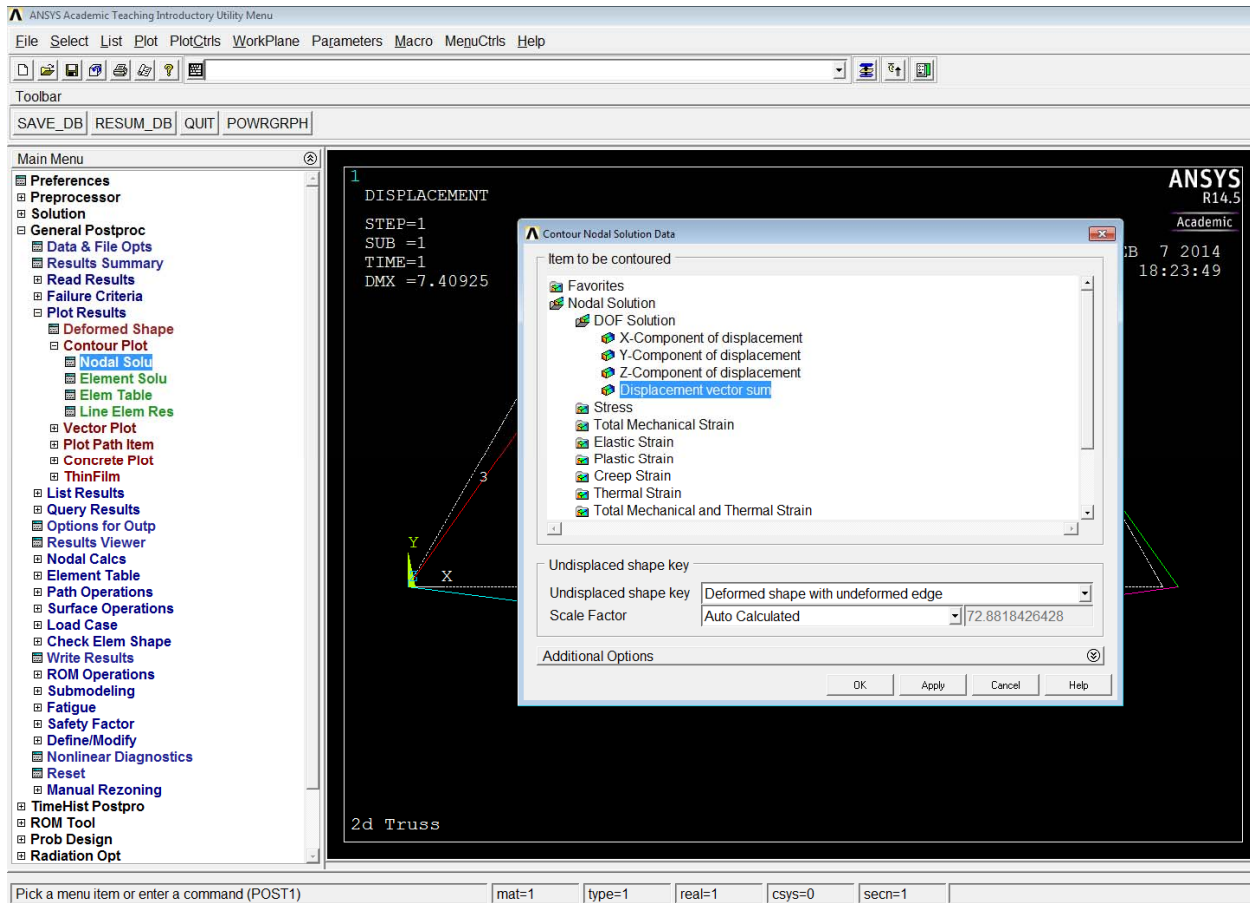 ANSYS Academic Teaching Introductory Utility Menu
File Select List Plot PlotCtrls WorkPlane Parameters Macro MenuCtrls Help
Toolbar
SAVE_DB RESUM_DB QUIT POWRGRPH
Main Menu
Preferences
Preprocessor
Solution
General Postproc
Data & File Opts
Results Summary
Read Results
Failure Criteria
Plot Results
Deformed Shape
Contour Plot
Nodal Solu
Element Solu
Elem Table
Line Elem Res
Vector Plot
Plot Path Item
Concrete Plot
ThinFilm
List Results
Query Results
Options for Outp
Results Viewer
Nodal Calcs
Element Table
Path Operations
Surface Operations
Load Case
Check Elem Shape
Write Results
ROM Operations
Submodeling
Fatigue
Safety Factor
Define/Modify
Nonlinear Diagnostics
Reset
Manual Rezoning
TimeHist Postpro
ROM Tool
Prob Design
Radiation Opt
1
DISPLACEMENT
STEP=1
SUB =1
TIME=1
DMX =7.40925
ANSYS
R14.5
Academic
EB 7 2014
18:23:49
3
Y
X
2d Truss
Contour Nodal Solution Data
Item to be contoured
Favorites
Nodal Solution
DOF Solution
X-Component of displacement
Y-Component of displacement
Z-Component of displacement
Displacement vector sum
Stress
Total Mechanical Strain
Elastic Strain
Plastic Strain
Creep Strain
Thermal Strain
Total Mechanical and Thermal Strain
Undisplaced shape key
Undisplaced shape key Deformed shape with undeformed edge
Scale Factor Auto Calculated 72.8818426428
Additional Options
OK Apply Cancel Help
Pick a menu item or enter a command (POST1) mat=1 type=1 real=1 csys=0 secn=1